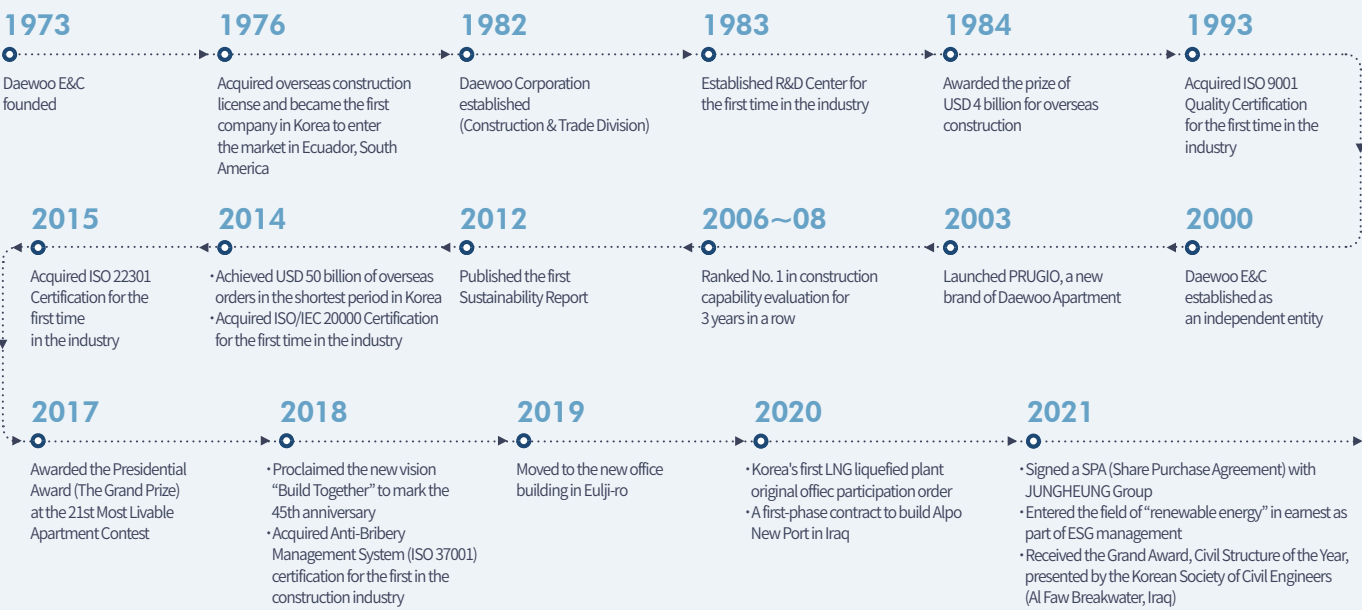 1973
Daewoo E&C
founded
1976
Acquired overseas construction
license and became the first
company in Korea to enter
the market in Ecuador, South
America
1982
Daewoo Corporation
established
(Construction & Trade Division)
1983
Established R&D Center for
the first time in the industry
1984
Awarded the prize of
USD 4 billion for overseas
construction
1993
Acquired ISO 9001
Quality Certification
for the first time in the
industry
2000
Daewoo E&C
established as
an independent entity
2003
Launched PRUGIO, a new
brand of Daewoo Apartment
2006~08
Ranked No. 1 in construction
capability evaluation for
3 years in a row
2012
Published the first
Sustainability Report
2014
·Achieved USD 50 billion of overseas
orders in the shortest period in Korea
·Acquired ISO/IEC 20000 Certification
for the first time in the industry
2015
Acquired ISO 22301
Certification for the
first time
in the industry
2017
Awarded the Presidential
Award (The Grand Prize)
at the 21st Most Livable
Apartment Contest
2018
·Proclaimed the new vision
“Build Together” to mark the
45th anniversary
·Acquired Anti-Bribery
Management System (ISO 37001)
certification for the first in the
construction industry
2019
Moved to the new office
building in Eulji-ro
2020
·Korea's first LNG liquefied plant
original offiec participation order
·A first-phase contract to build Alpo
New Port in Iraq
2021
·Signed a SPA (Share Purchase Agreement) with
JUNGHEUNG Group
·Entered the field of “renewable energy” in earnest as
part of ESG management
·Received the Grand Award, Civil Structure of the Year,
presented by the Korean Society of Civil Engineers
(Al Faw Breakwater, Iraq)